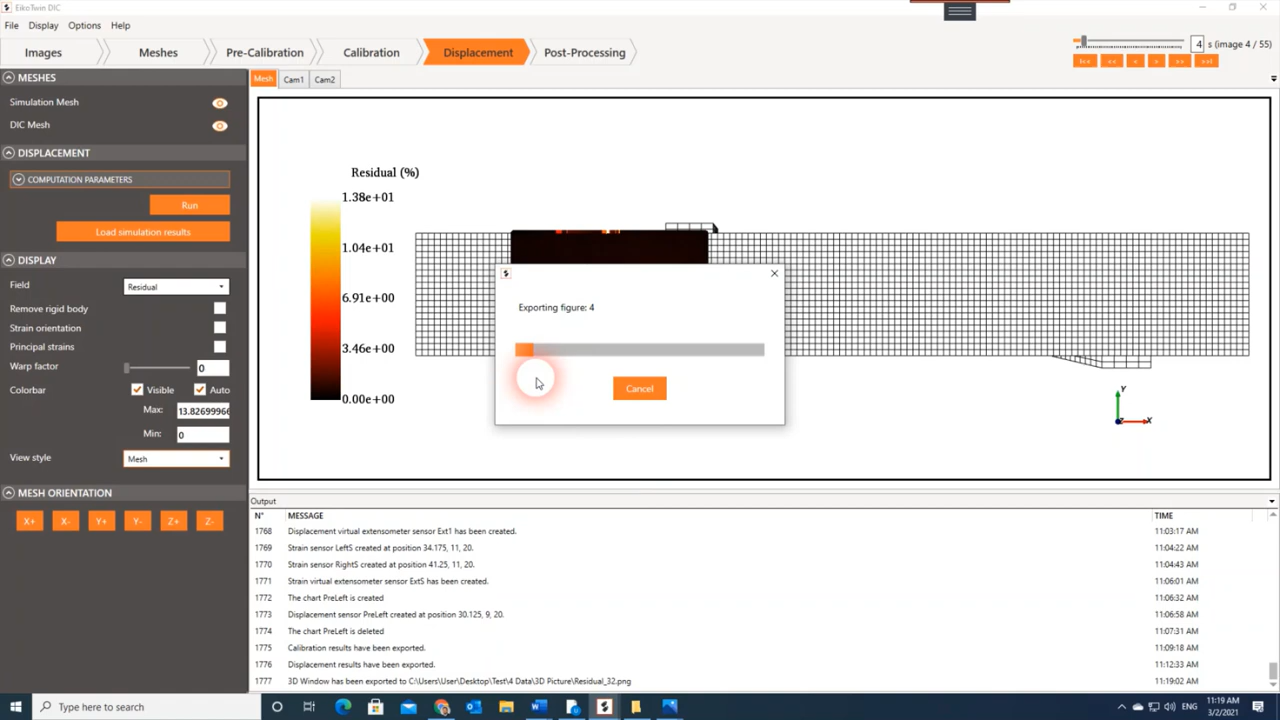 EikoTwin DIC
File Display Options Help
Images Meshes Pre-Calibration Calibration Displacement Post-Processing
4 s (image 4 / 55)
|<< << < > >> >>|
MESHES
Simulation Mesh
DIC Mesh
DISPLACEMENT
COMPUTATION PARAMETERS
Run
Load simulation results
DISPLAY
Field Residual
Remove rigid body
Strain orientation
Principal strains
Warp factor 0
Colorbar Visible Auto
Max: 13.82699966
Min: 0
View style Mesh
MESH ORIENTATION
X+ X- Y+ Y- Z+ Z-
Mesh Cam1 Cam2
Residual (%)
1.38e+01
1.04e+01
6.91e+00
3.46e+00
0.00e+00
Exporting figure: 4
Cancel
Y
Z X
Output
N° MESSAGE TIME
1768 Displacement virtual extensometer sensor Ext1 has been created. 11:03:17 AM
1769 Strain sensor LeftS created at position 34.175, 11, 20. 11:04:22 AM
1770 Strain sensor RightS created at position 41.25, 11, 20. 11:04:43 AM
1771 Strain virtual extensometer sensor ExtS has been created. 11:06:01 AM
1772 The chart PreLeft is created 11:06:32 AM
1773 Displacement sensor PreLeft created at position 30.125, 9, 20. 11:06:58 AM
1774 The chart PreLeft is deleted 11:07:31 AM
1775 Calibration results have been exported. 11:09:18 AM
1776 Displacement results have been exported. 11:12:33 AM
1777 3D Window has been exported to C:\Users\User\Desktop\Test\4 Data\3D Picture\Residual_32.png 11:19:02 AM
Type here to search
ENG
11:19 AM
3/2/2021